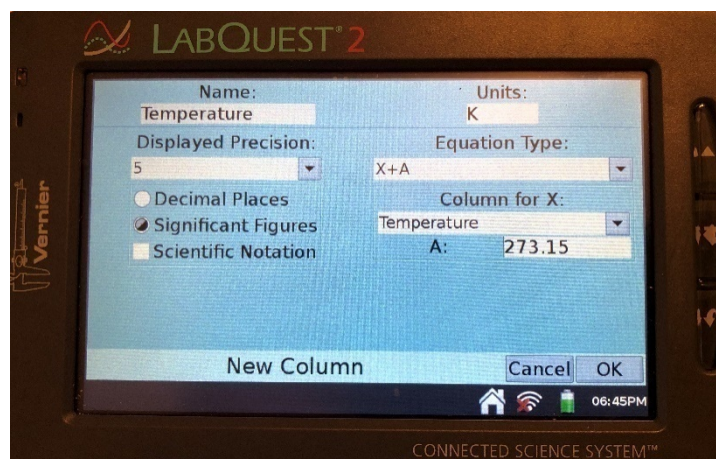 LABQUEST® 2
Vernier
Name: Units:
Temperature K
Displayed Precision: Equation Type:
5 X+A
Decimal Places Column for X:
Significant Figures Temperature
Scientific Notation A: 273.15
New Column Cancel OK
06:45PM
CONNECTED SCIENCE SYSTEM™